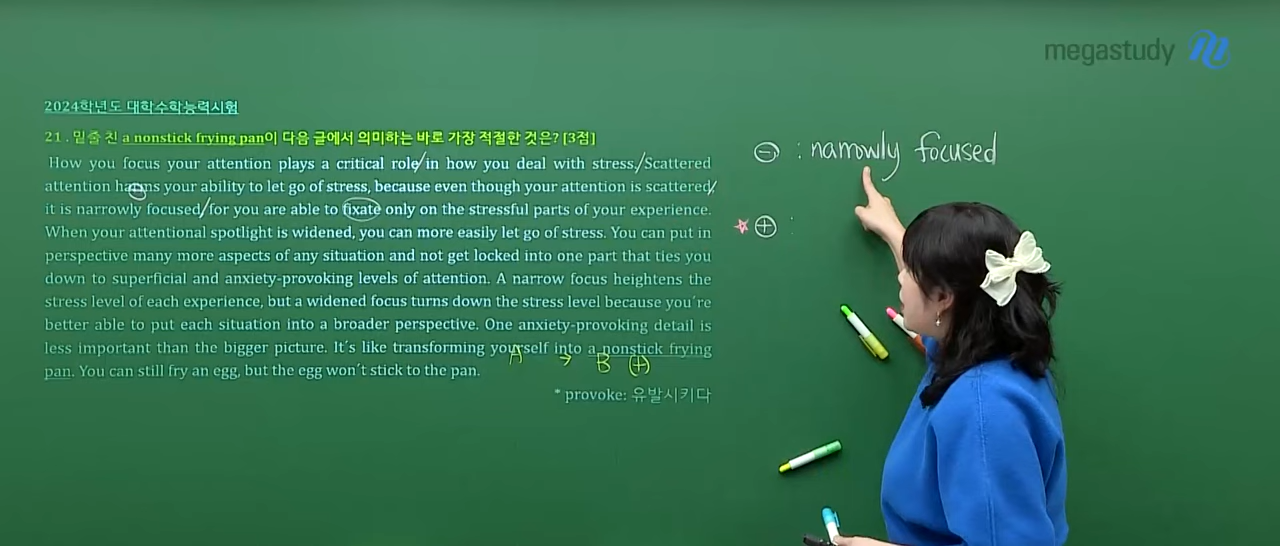 megastudy
2024학년도 대학수학능력시험
21. 밑줄 친 a nonstick frying pan이 다음 글에서 의미하는 바로 가장 적절한 것은? [3점]
How you focus your attention plays a critical role/in how you deal with stress./Scattered
attention harms your ability to let go of stress, because even though your attention is scattered,/
it is narrowly focused,/for you are able to fixate only on the stressful parts of your experience.
When your attentional spotlight is widened, you can more easily let go of stress. You can put in
perspective many more aspects of any situation and not get locked into one part that ties you
down to superficial and anxiety-provoking levels of attention. A narrow focus heightens the
stress level of each experience, but a widened focus turns down the stress level because you're
better able to put each situation into a broader perspective. One anxiety-provoking detail is
less important than the bigger picture. It's like transforming yourself into a nonstick frying
pan. You can still fry an egg, but the egg won't stick to the pan.
A → B ⊕
* provoke: 유발시키다
⊖ : narrowly focused
☆ ⊕ :